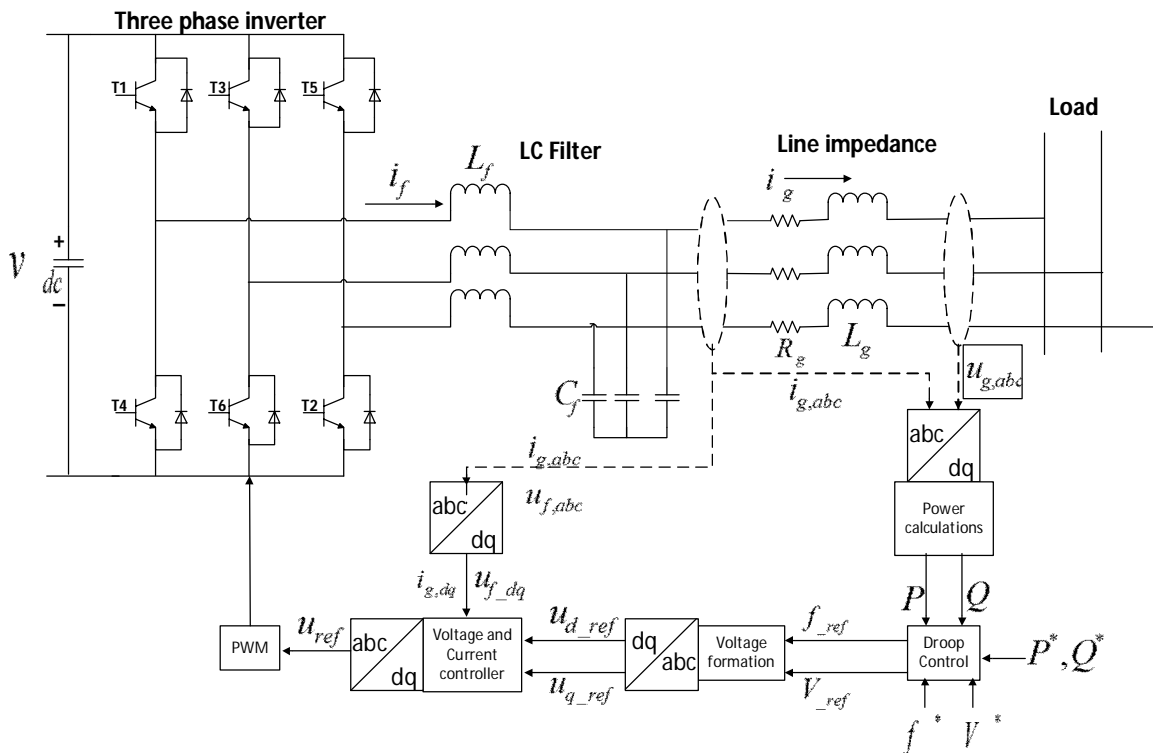 Three phase inverter
T1
T3
T5
Load
LC Filter
Line impedance
L_f
i_f
i_g
+
V_dc
−
R_g
L_g
u_g,abc
C_f
i_g,abc
T4
T6
T2
abc
dq
i_g,abc
u_f,abc
abc
dq
Power
calculations
i_g,dq
u_f_dq
P
Q
u_ref
u_d_ref
f_ref
PWM
abc
dq
Voltage and
Current
controller
dq
abc
Voltage
formation
Droop
Control
P*,Q*
u_q_ref
V_ref
f*
V*